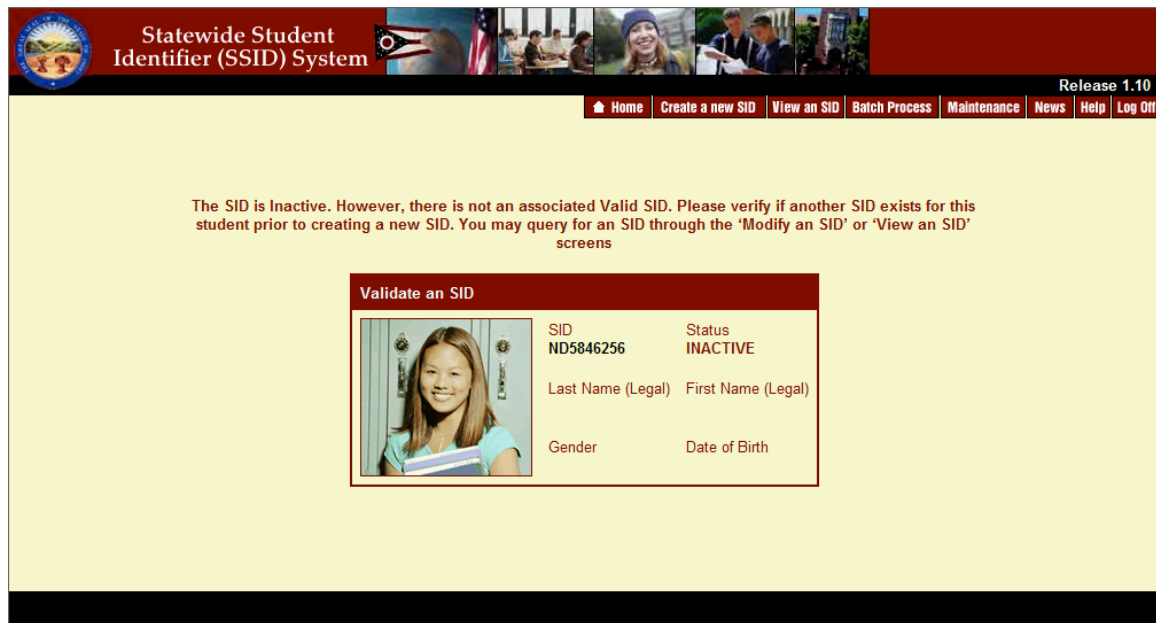 Statewide Student
Identifier (SSID) System
Release 1.10
Home Create a new SID View an SID Batch Process Maintenance News Help Log Off
The SID is Inactive. However, there is not an associated Valid SID. Please verify if another SID exists for this
student prior to creating a new SID. You may query for an SID through the ‘Modify an SID’ or ‘View an SID’
screens
Validate an SID
SID Status
ND5846256 INACTIVE
Last Name (Legal) First Name (Legal)
Gender Date of Birth